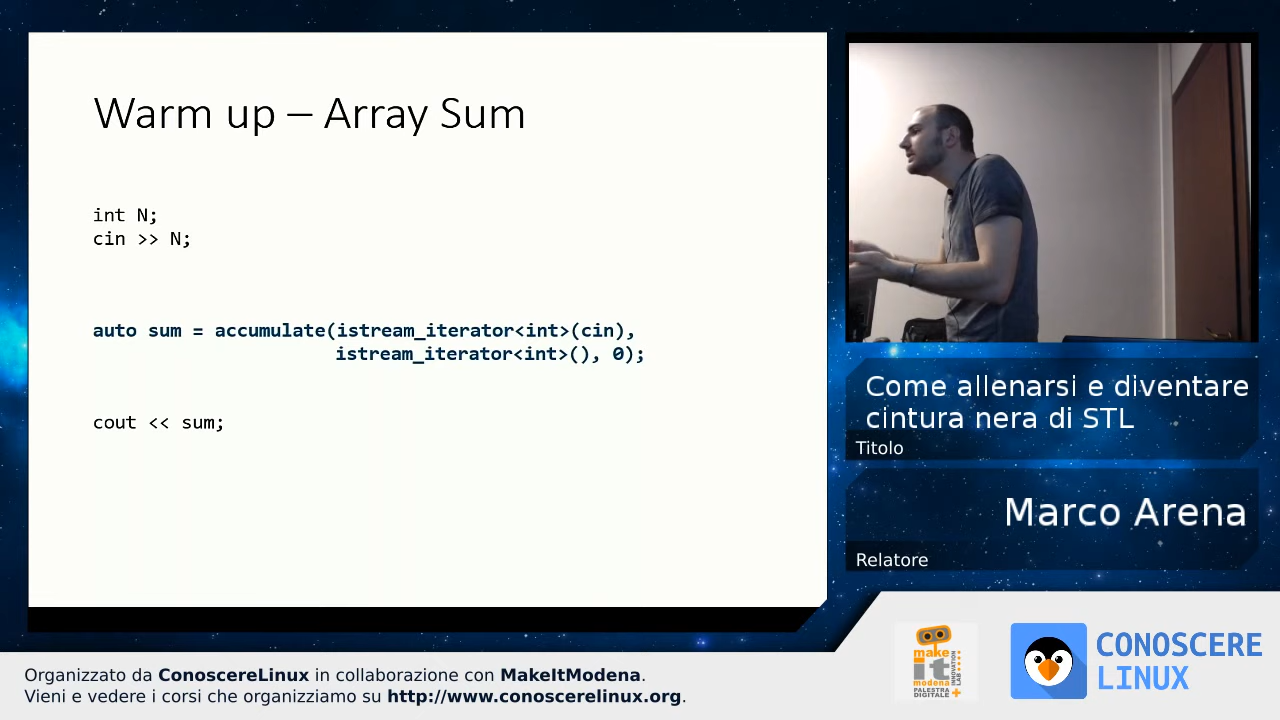 Warm up – Array Sum
int N;
cin >> N;
auto sum = accumulate(istream_iterator<int>(cin),
istream_iterator<int>(), 0);
cout << sum;
Come allenarsi e diventare
cintura nera di STL
Titolo
Marco Arena
Relatore
make
it
modena
PALESTRA
DIGITALE
INNOVATION
LAB
CONOSCERE
LINUX
Organizzato da ConoscereLinux in collaborazione con MakeItModena.
Vieni e vedere i corsi che organizziamo su http://www.conoscerelinux.org.